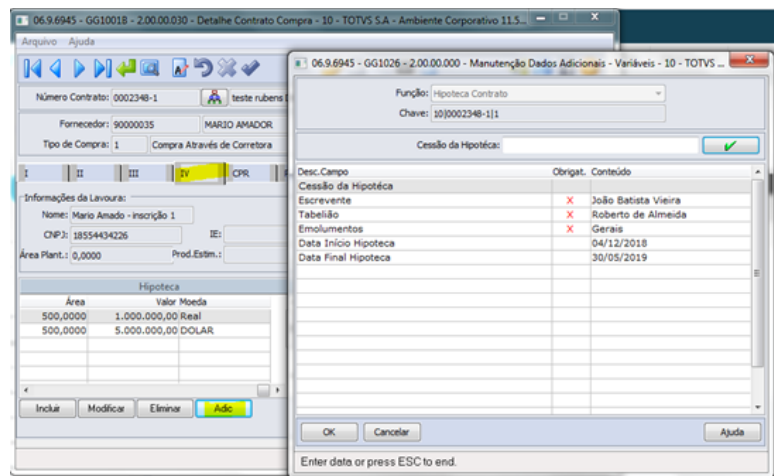 06.9.6945 - GG10018 - 2.00.00.030 - Detalhe Contrato Compra - 10 - TOTVS S.A - Ambiente Corporativo 11.5...
Arquivo Ajuda
Número Contrato: 0002348-1 teste rubens
Fornecedor: 90000035 MARIO AMADOR
Tipo de Compra: 1 Compra Através de Corretora
I II III IV CPR
Informações da Lavoura:
Nome: Mario Amado - inscrição 1
CNPJ: 18554434226 IE:
Área Plant.: 0,0000 Prod.Estim.:
Hipoteca
Área Valor Moeda
500,0000 1.000.000,00 Real
500,0000 5.000.000,00 DOLAR
Incluir Modificar Eliminar Adic
06.9.6945 - GG1026 - 2.00.00.000 - Manutenção Dados Adicionais - Variáveis - 10 - TOTVS ...
Função: Hipoteca Contrato
Chave: 10|0002348-1|1
Cessão da Hipotéca:
Desc.Campo Obrigat. Conteúdo
Cessão da Hipotéca
Escrevente X João Batista Vieira
Tabelião X Roberto de Almeida
Emolumentos X Gerais
Data Início Hipoteca 04/12/2018
Data Final Hipoteca 30/05/2019
OK Cancelar Ajuda
Enter data or press ESC to end.